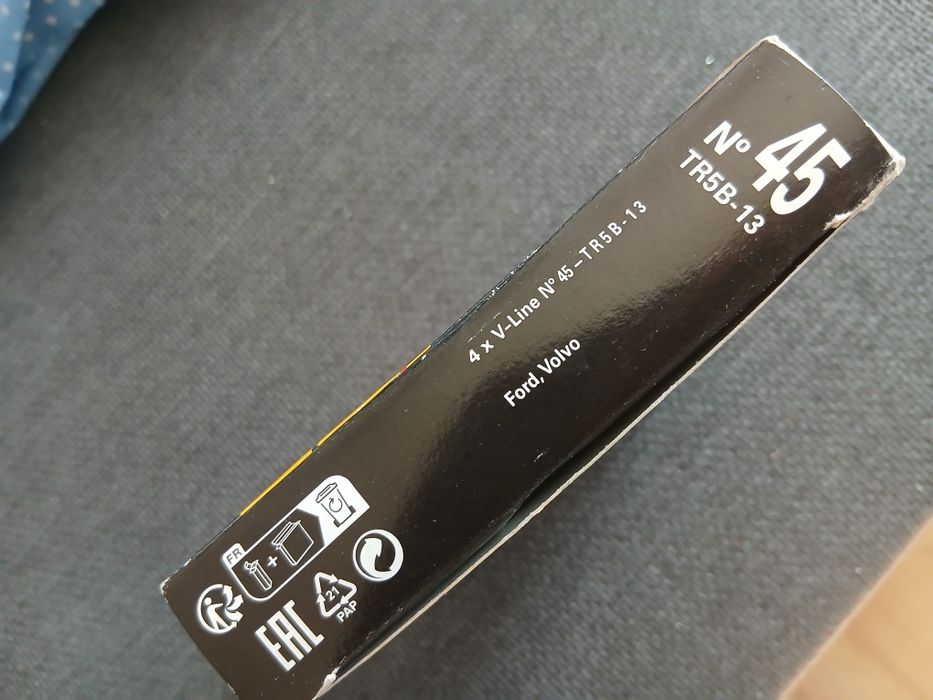 Nº 45
TR5B-13
4 x V-Line Nº 45 – TR5B-13
Ford, Volvo
FR
EAC
21
PAP